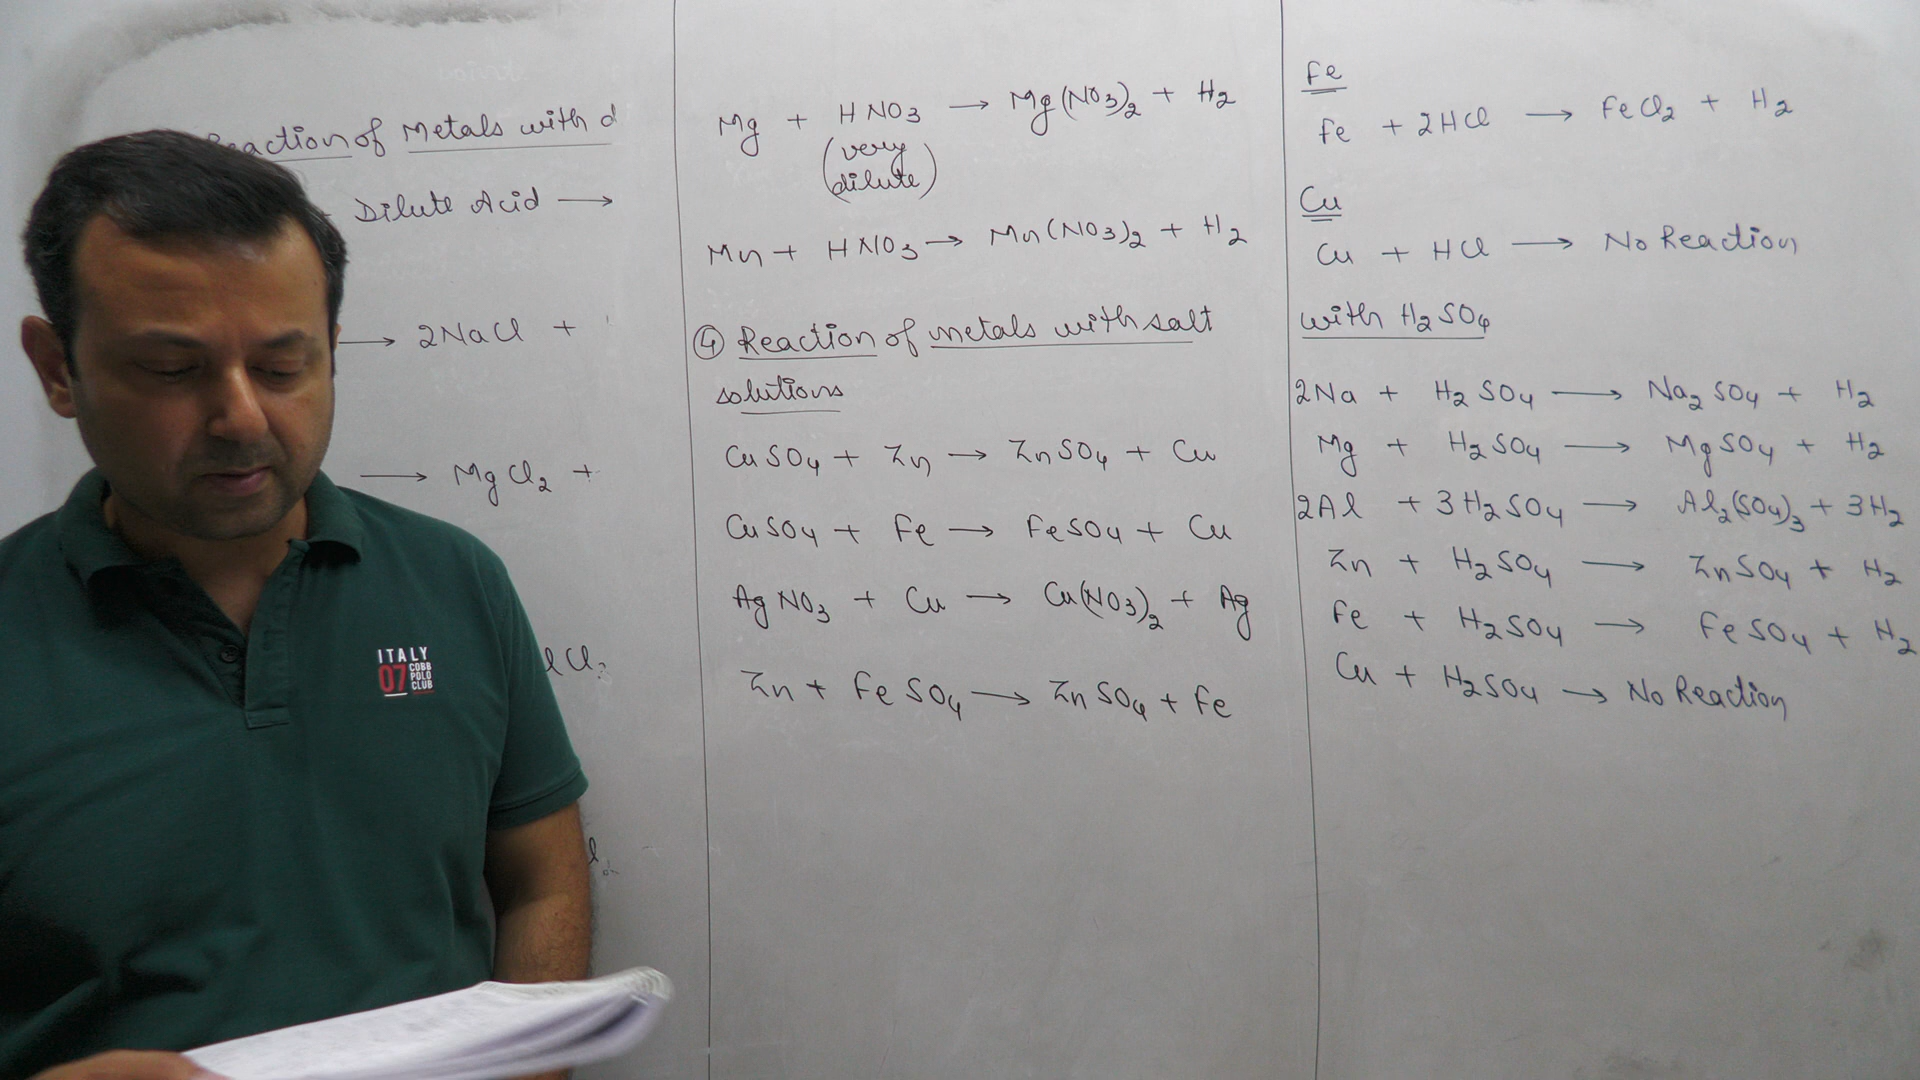 Reaction of Metals with
Dilute Acid →
→ 2NaCl +
→ MgCl₂ +
Mg + HNO₃ → Mg(NO₃)₂ + H₂
(very
dilute)
Mn + HNO₃ → Mn(NO₃)₂ + H₂
④ Reaction of metals with salt
solutions
CuSO₄ + Zn → ZnSO₄ + Cu
CuSO₄ + Fe → FeSO₄ + Cu
AgNO₃ + Cu → Cu(NO₃)₂ + Ag
Zn + FeSO₄ → ZnSO₄ + Fe
Fe
Fe + 2HCl → FeCl₂ + H₂
Cu
Cu + HCl → No Reaction
with H₂SO₄
2Na + H₂SO₄ → Na₂SO₄ + H₂
Mg + H₂SO₄ → MgSO₄ + H₂
2Al + 3H₂SO₄ → Al₂(SO₄)₃ + 3H₂
Zn + H₂SO₄ → ZnSO₄ + H₂
Fe + H₂SO₄ → FeSO₄ + H₂
Cu + H₂SO₄ → No Reaction
ITALY
07 COBB
POLO
CLUB